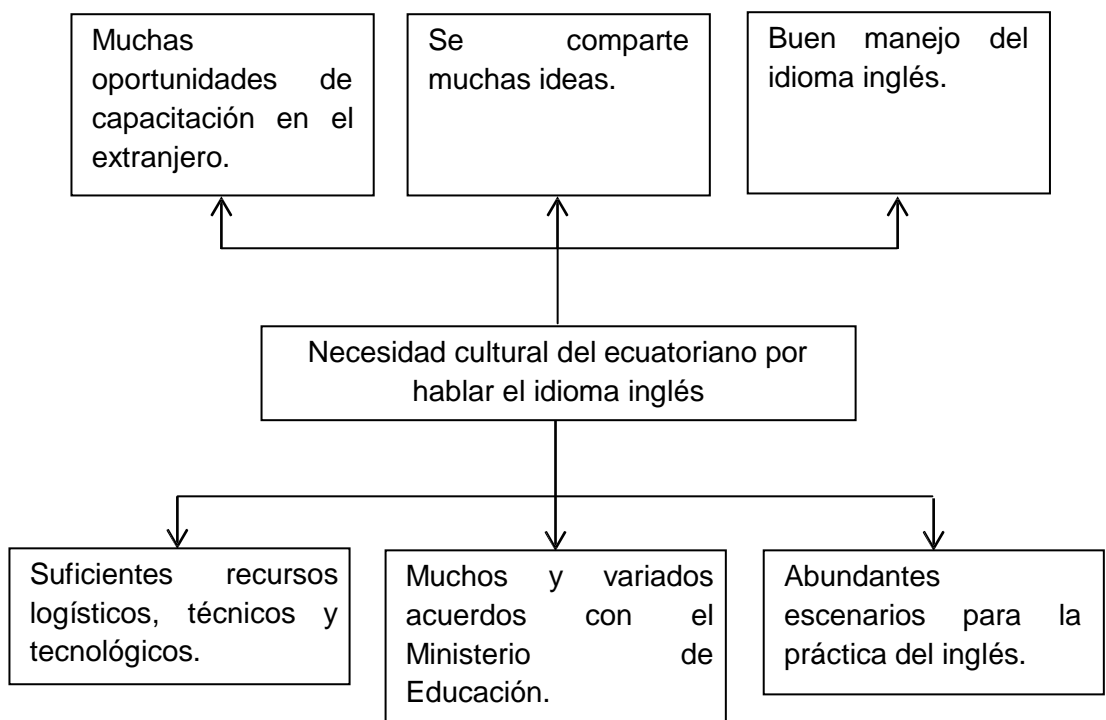 Muchas
oportunidades de
capacitación en el
extranjero.
Se comparte
muchas ideas.
Buen manejo del
idioma inglés.
Necesidad cultural del ecuatoriano por
hablar el idioma inglés
Suficientes recursos
logísticos, técnicos y
tecnológicos.
Muchos y variados
acuerdos con el
Ministerio de
Educación.
Abundantes
escenarios para la
práctica del inglés.